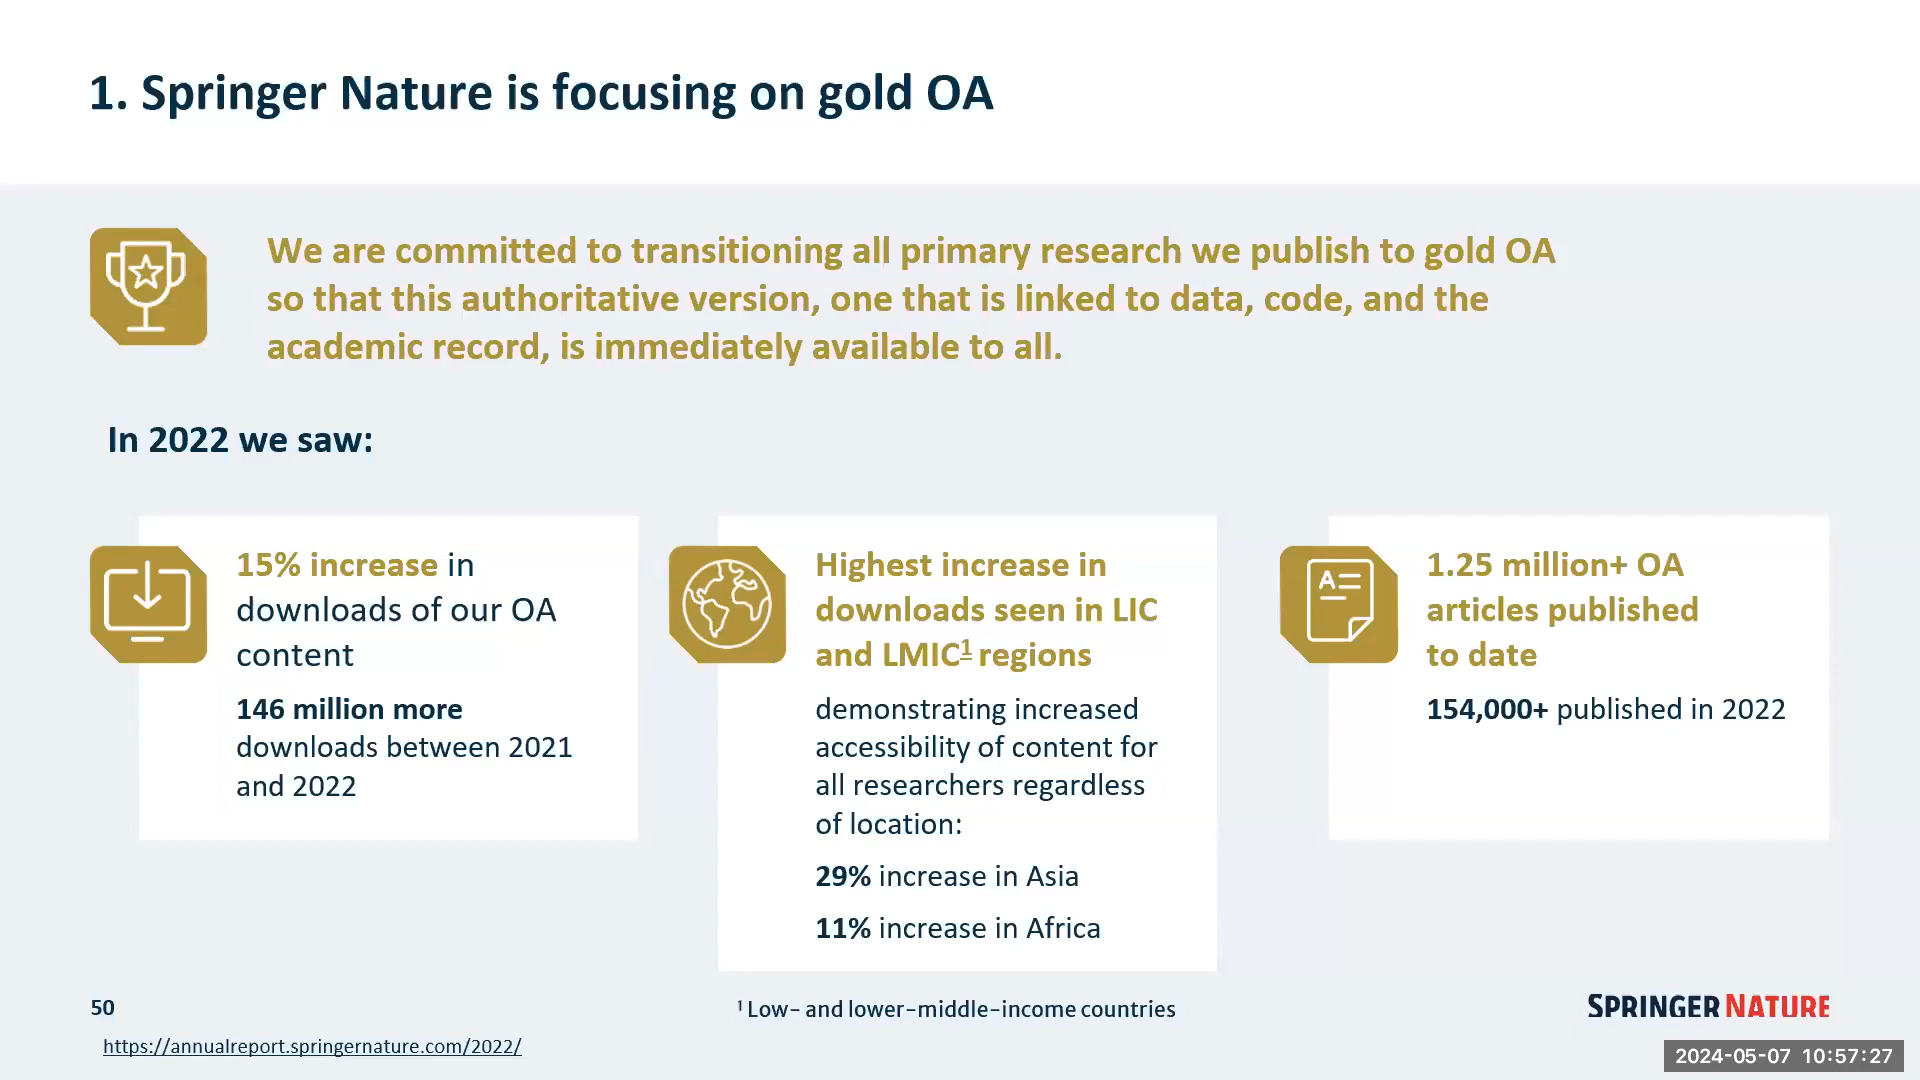 1. Springer Nature is focusing on gold OA
We are committed to transitioning all primary research we publish to gold OA
so that this authoritative version, one that is linked to data, code, and the
academic record, is immediately available to all.
In 2022 we saw:
15% increase in
downloads of our OA
content
146 million more
downloads between 2021
and 2022
Highest increase in
downloads seen in LIC
and LMIC¹ regions
demonstrating increased
accessibility of content for
all researchers regardless
of location:
29% increase in Asia
11% increase in Africa
A
1.25 million+ OA
articles published
to date
154,000+ published in 2022
50
¹ Low- and lower-middle-income countries
SPRINGER NATURE
https://annualreport.springernature.com/2022/
2024-05-07 10:57:27